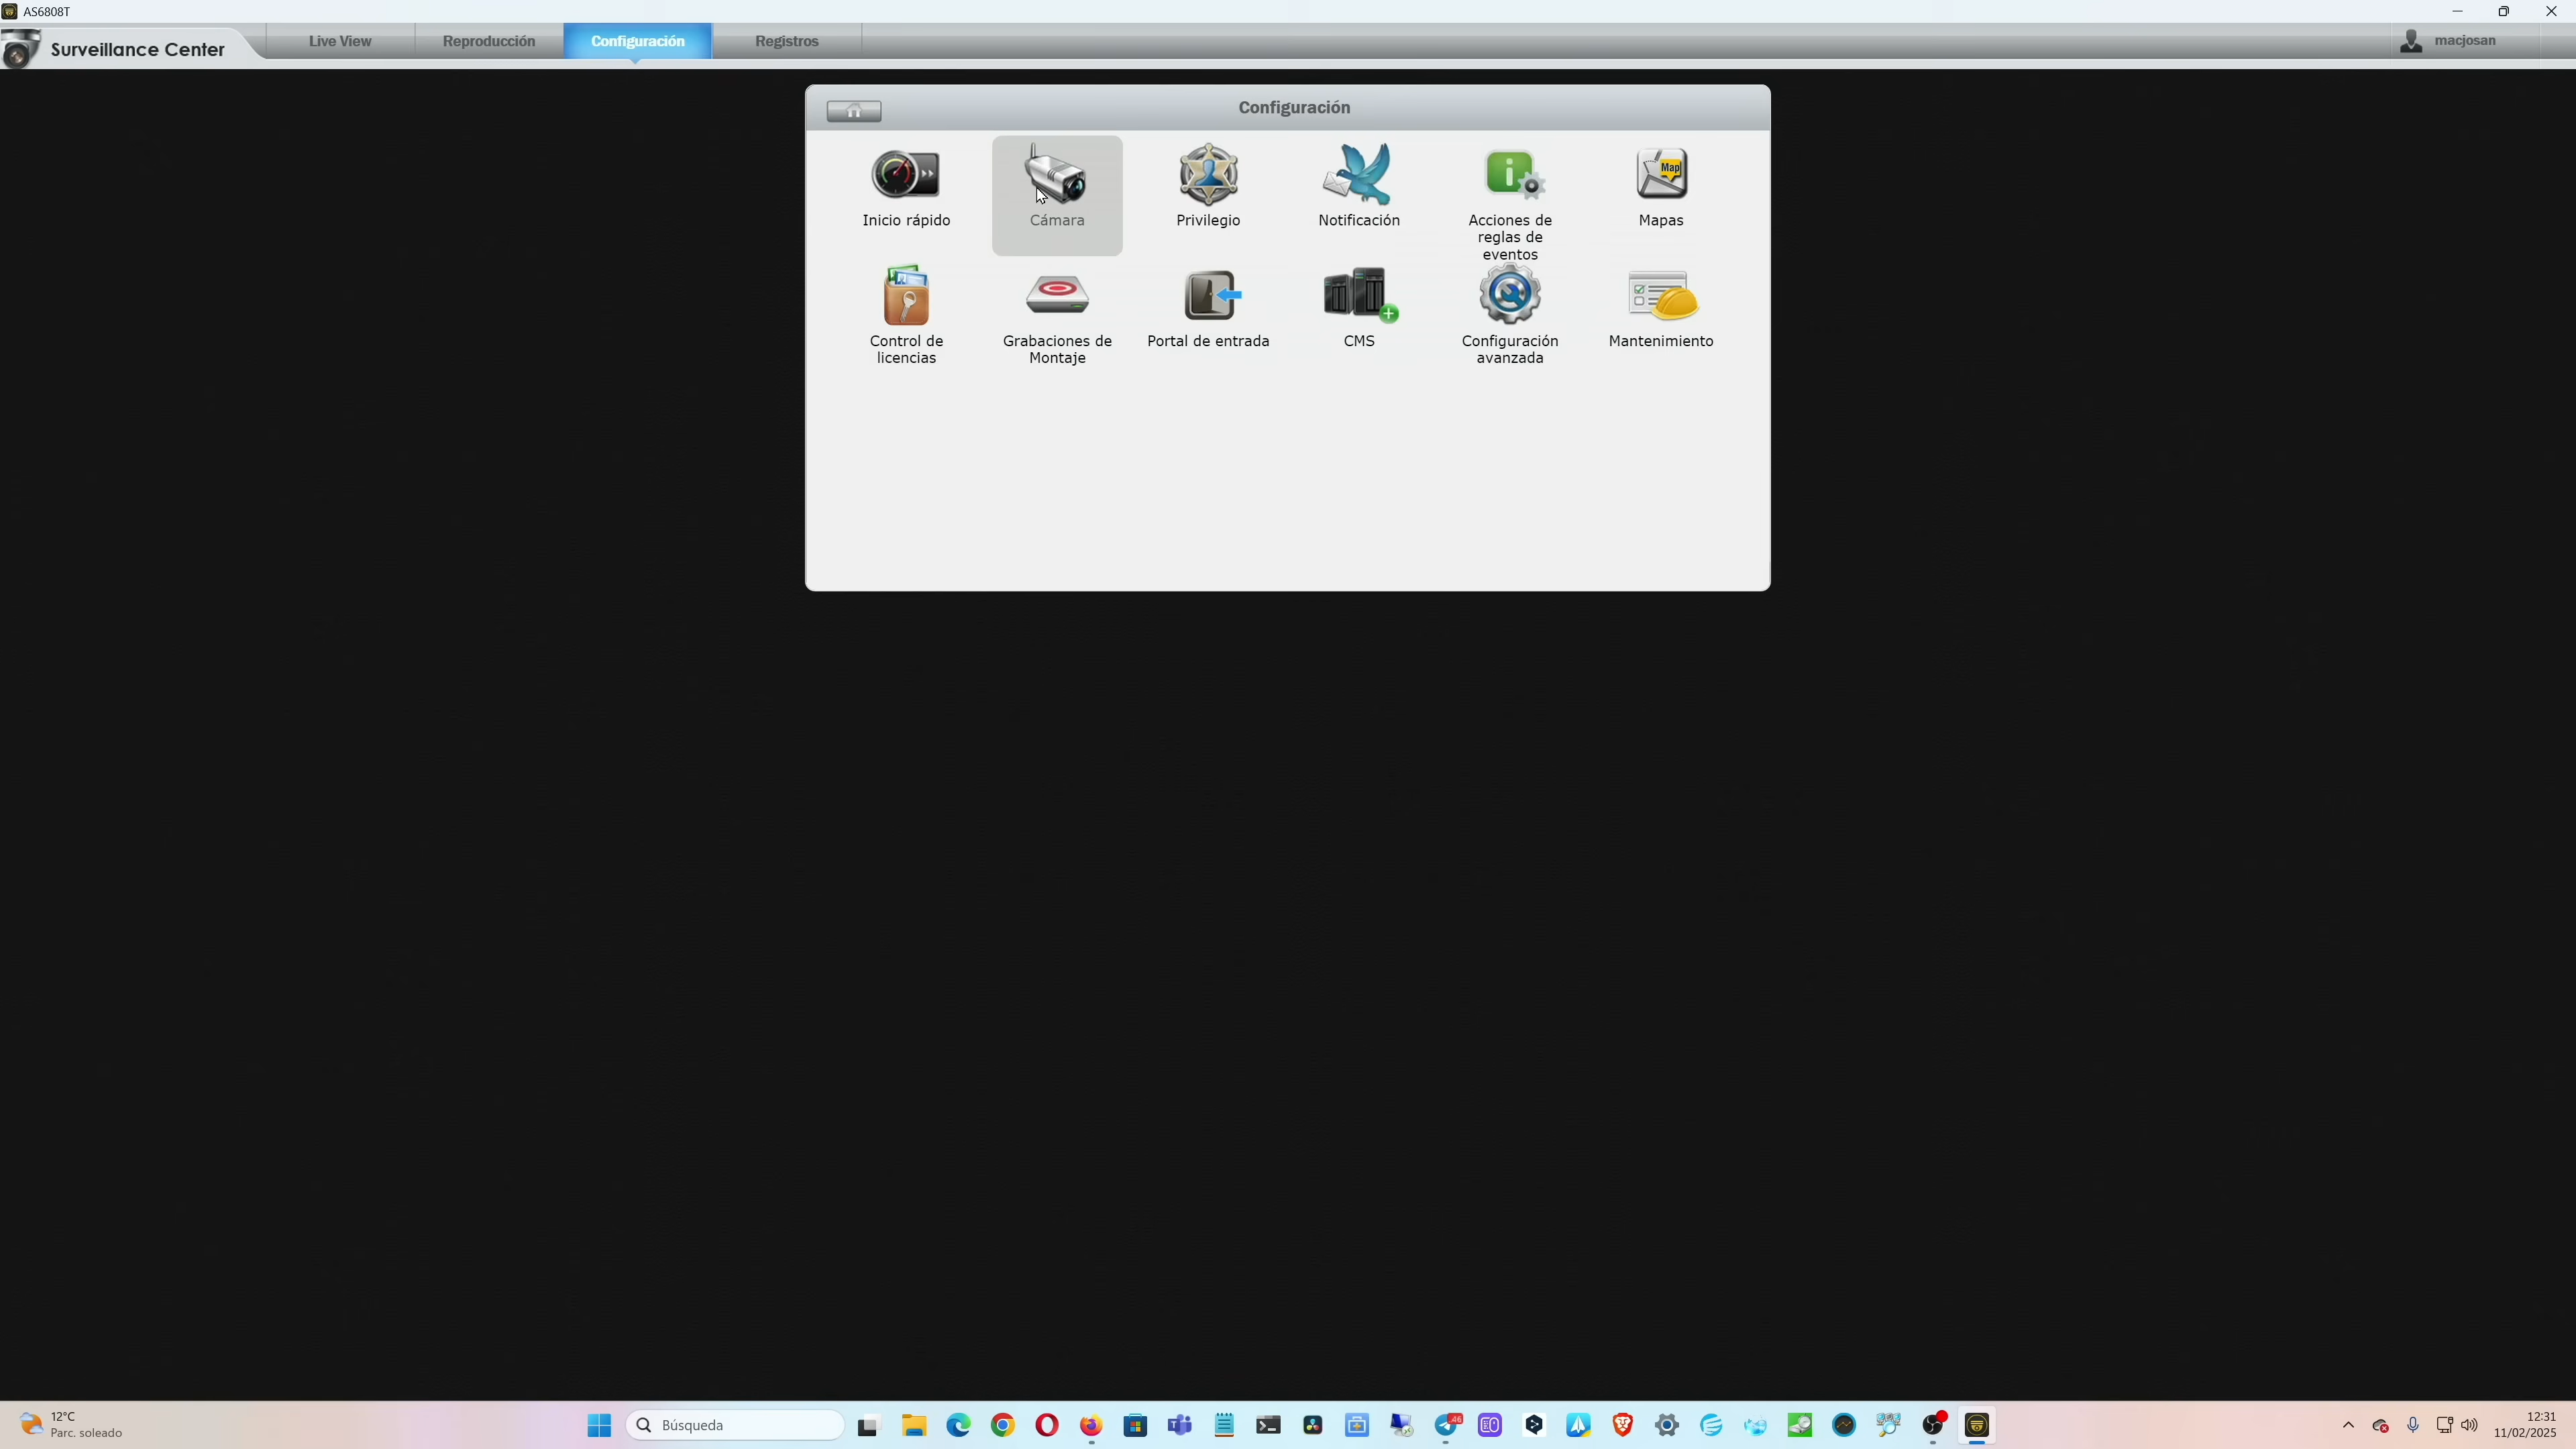 AS6808T
Surveillance Center
Live View
Reproducción
Configuración
Registros
macjosan
Configuración
Inicio rápido
Cámara
Privilegio
Notificación
Acciones de
reglas de
eventos
Map
Mapas
Control de
licencias
Grabaciones de
Montaje
Portal de entrada
CMS
Configuración
avanzada
Mantenimiento
12°C
Parc. soleado
Búsqueda
46
12:31
11/02/2025